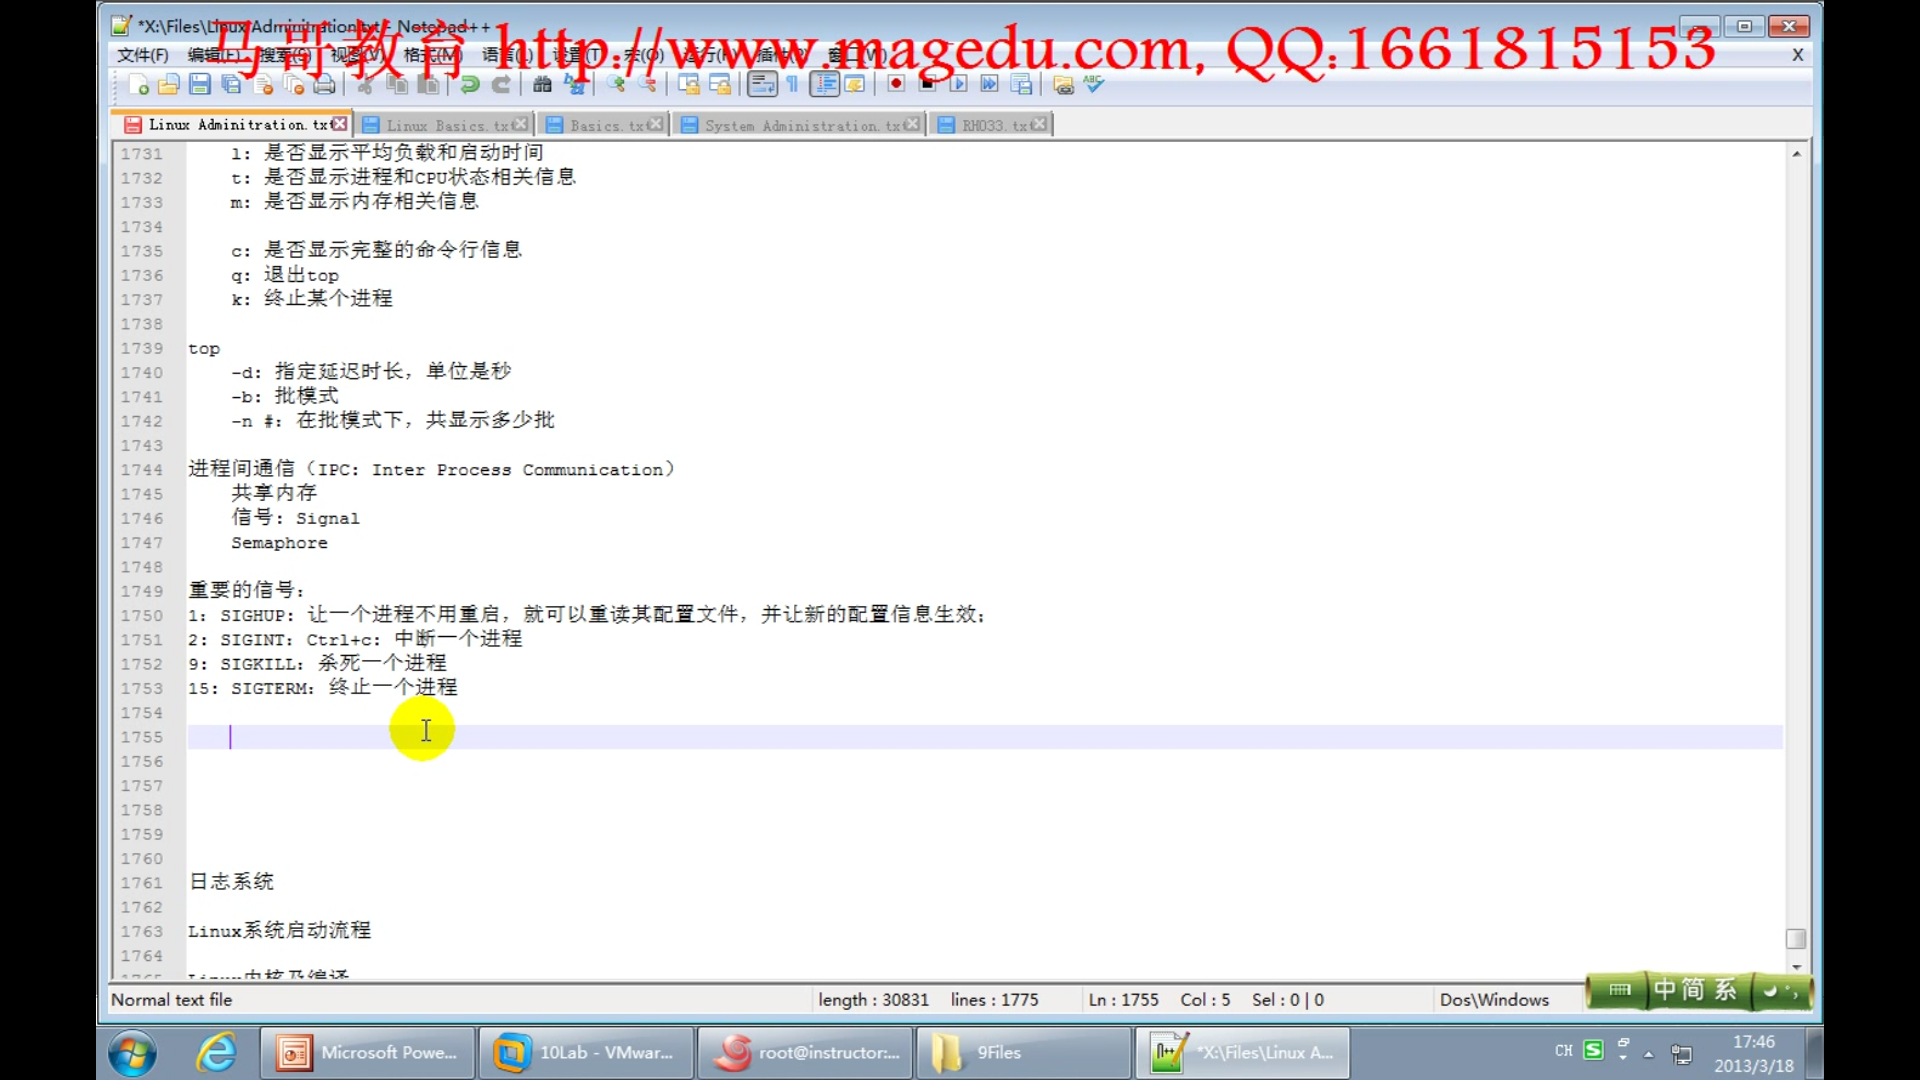 *X:\Files\Linux Adminitration.txt - Notepad++
马哥教育 http://www.magedu.com, QQ:1661815153
文件(F) 编辑(E) 搜索(S) 视图(V) 格式(M) 语言(L) 设置(T) 宏(O) 运行(R) 插件(P) 窗口(W) X
Linux Adminitration.txt Linux Basics.txt Basics.txt System Administration.txt RH033.txt
1731 l: 是否显示平均负载和启动时间
1732 t: 是否显示进程和CPU状态相关信息
1733 m: 是否显示内存相关信息
1734
1735 c: 是否显示完整的命令行信息
1736 q: 退出top
1737 k: 终止某个进程
1738
1739 top
1740 -d: 指定延迟时长，单位是秒
1741 -b: 批模式
1742 -n #: 在批模式下，共显示多少批
1743
1744 进程间通信（IPC: Inter Process Communication）
1745 共享内存
1746 信号: Signal
1747 Semaphore
1748
1749 重要的信号:
1750 1: SIGHUP: 让一个进程不用重启，就可以重读其配置文件，并让新的配置信息生效;
1751 2: SIGINT: Ctrl+c: 中断一个进程
1752 9: SIGKILL: 杀死一个进程
1753 15: SIGTERM: 终止一个进程
1754
1755
1756
1757
1758
1759
1760
1761 日志系统
1762
1763 Linux系统启动流程
1764
1765 Linux内核及编译
Normal text file length : 30831 lines : 1775 Ln : 1755 Col : 5 Sel : 0 | 0 Dos\Windows
中 简 系
Microsoft Powe... 10Lab - VMwar... root@instructor:... 9Files *X:\Files\Linux A... CH S 17:46
2013/3/18